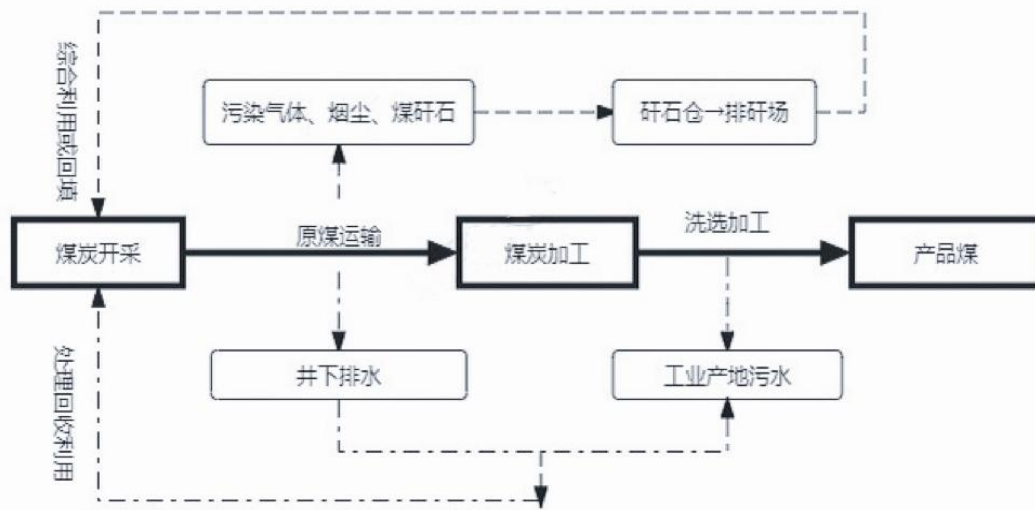 综合利用或回填
污染气体、烟尘、煤矸石
矸石仓→排矸场
煤炭开采
原煤运输
煤炭加工
洗选加工
产品煤
处理回收利用
井下排水
工业产地污水